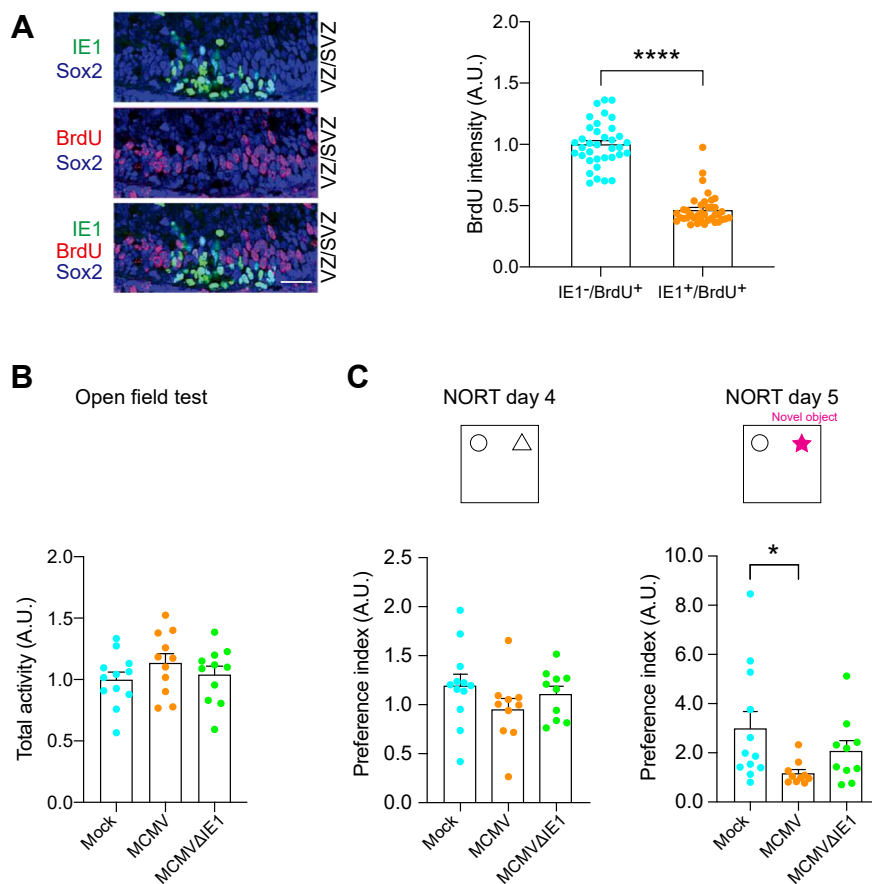 A
IE1
Sox2
VZ/SVZ
BrdU
Sox2
VZ/SVZ
IE1
BrdU
Sox2
VZ/SVZ
BrdU intensity (A.U.)
2.0
1.5
1.0
0.5
0.0
****
IE1-/BrdU+
IE1+/BrdU+
B
Open field test
Total activity (A.U.)
2.0
1.5
1.0
0.5
0.0
Mock
MCMV
MCMVΔIE1
C
NORT day 4
Preference index (A.U.)
2.5
2.0
1.5
1.0
0.5
0.0
Mock
MCMV
MCMVΔIE1
NORT day 5
Novel object
Preference index (A.U.)
10.0
8.0
6.0
4.0
2.0
0.0
*
Mock
MCMV
MCMVΔIE1